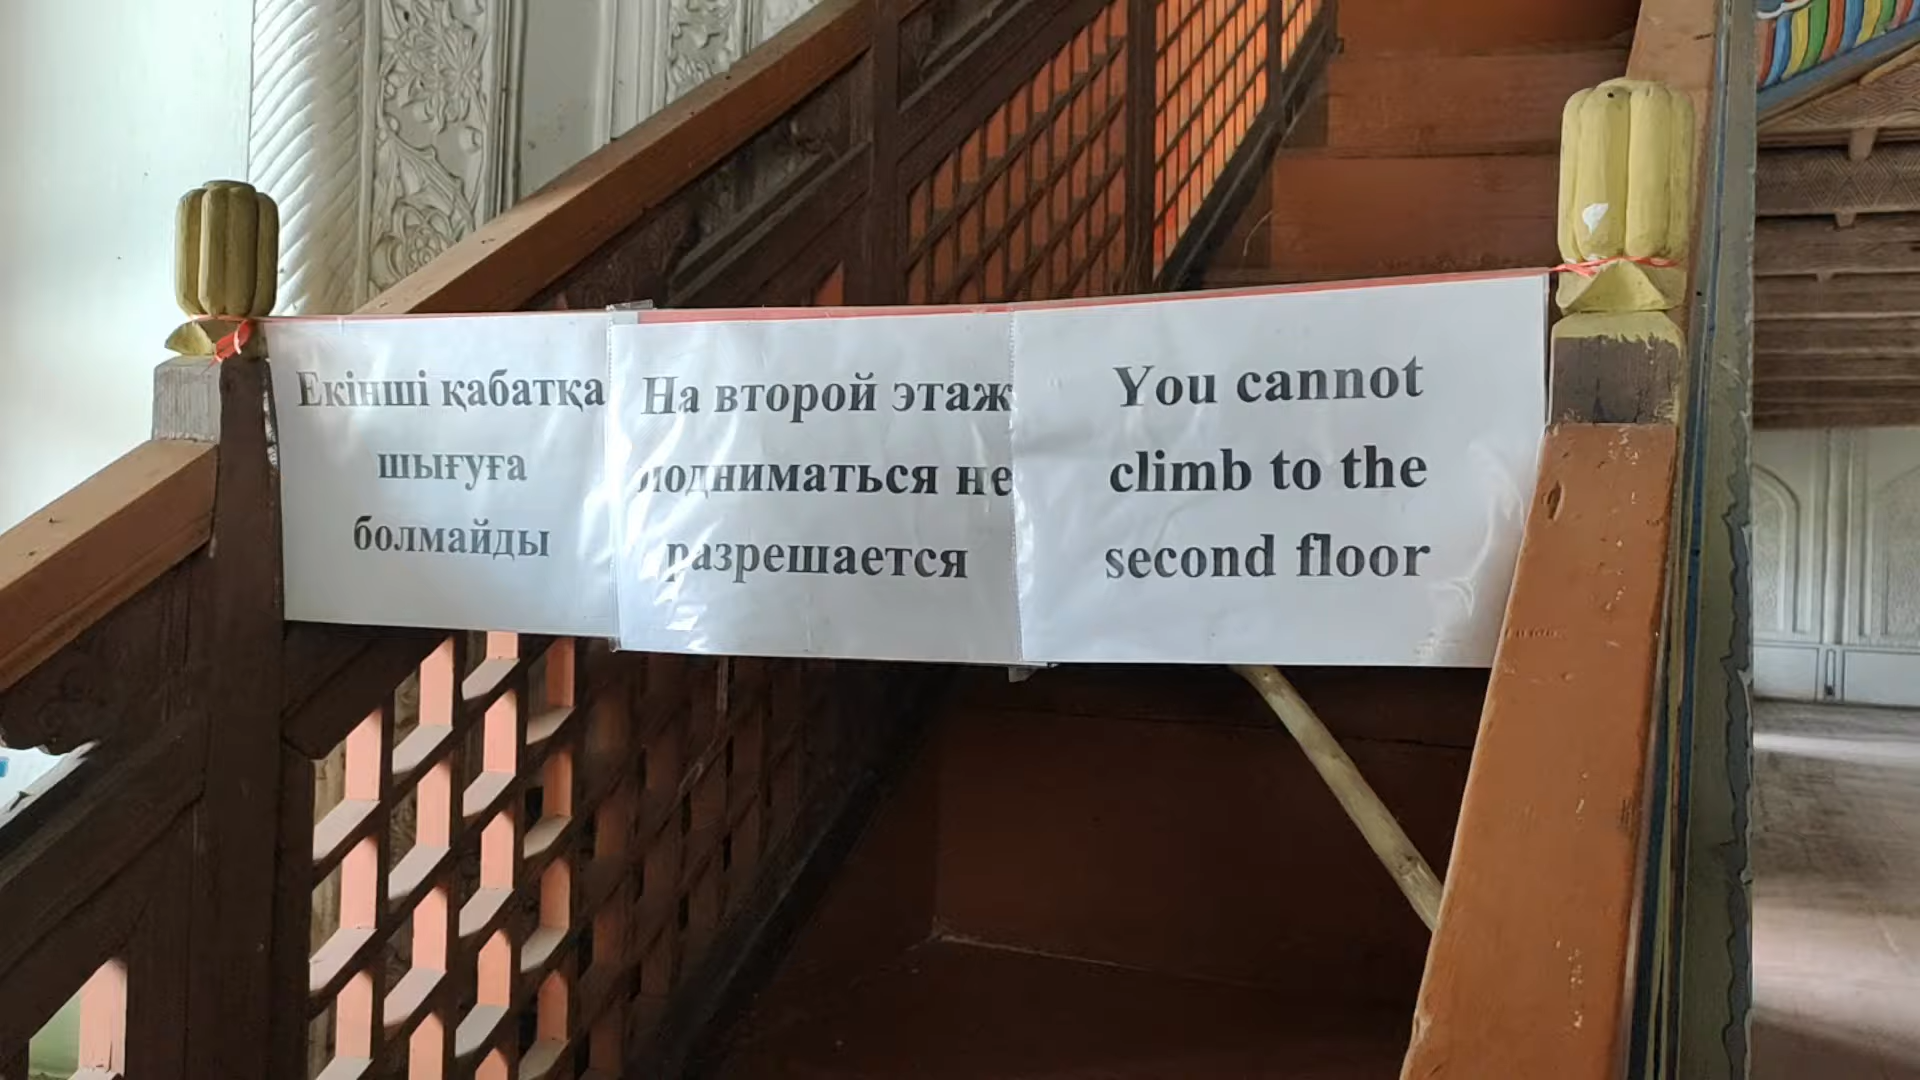 Екінші қабатқа
шығуға
болмайды
На второй этаж
подниматься не
разрешается
You cannot
climb to the
second floor